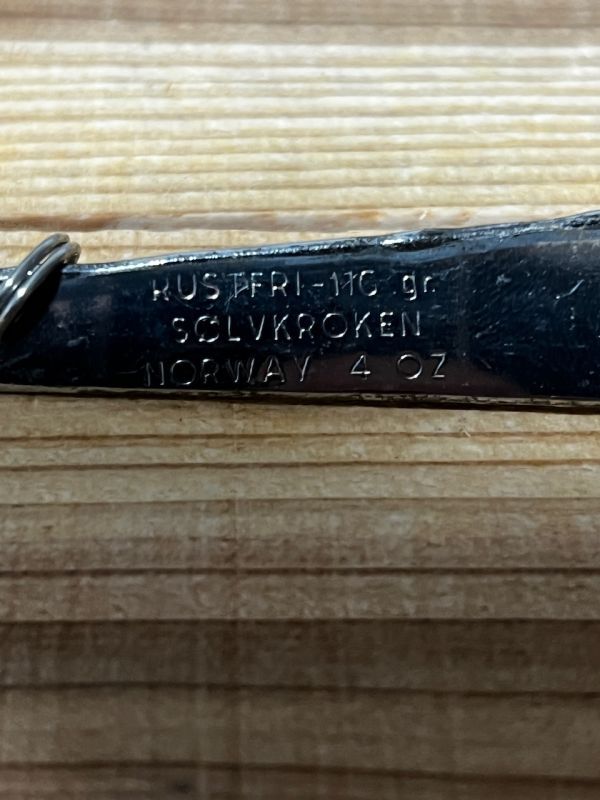 RUSTFRI-110 gr.
SØLVKROKEN
NORWAY 4 OZ